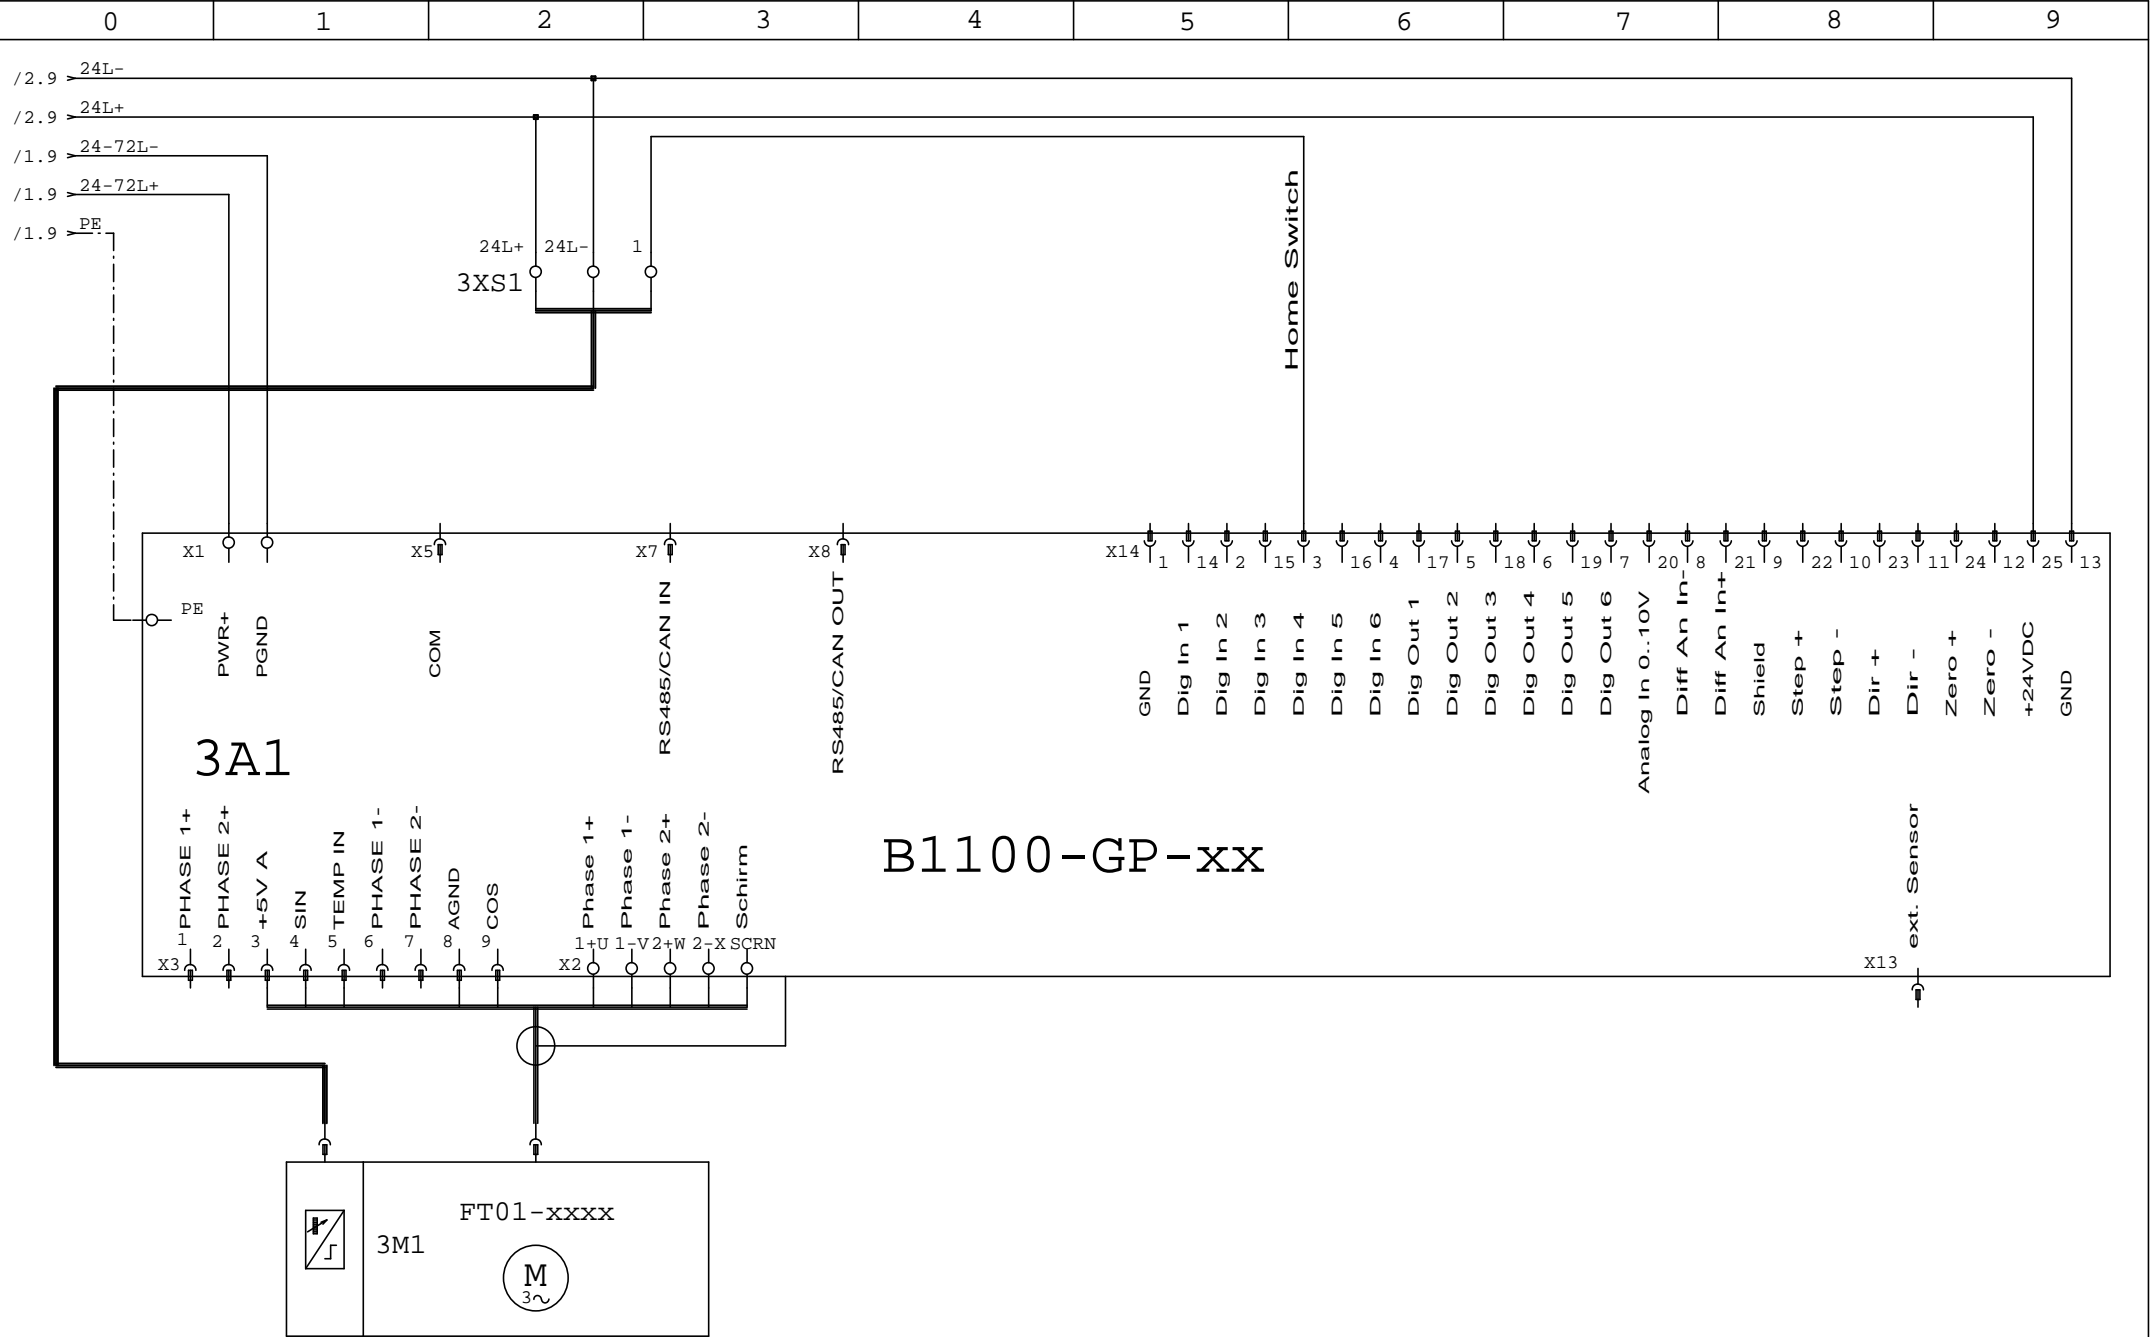 0 1 2 3 4 5 6 7 8 9
/2.9 24L-
/2.9 24L+
/1.9 24-72L-
/1.9 24-72L+
/1.9 PE
24L+ 24L- 1
3XS1
Home Switch
X1 X5 X7 X8 X14
1 14 2 15 3 16 4 17 5 18 6 19 7 20 8 21 9 22 10 23 11 24 12 25 13
PE
PWR+
PGND
COM
RS485/CAN IN
RS485/CAN OUT
GND
Dig In 1
Dig In 2
Dig In 3
Dig In 4
Dig In 5
Dig In 6
Dig Out 1
Dig Out 2
Dig Out 3
Dig Out 4
Dig Out 5
Dig Out 6
Analog In 0..10V
Diff An In-
Diff An In+
Shield
Step +
Step -
Dir +
Dir -
Zero +
Zero -
+24VDC
GND
3A1
B1100-GP-xx
PHASE 1+
PHASE 2+
+5V A
SIN
TEMP IN
PHASE 1-
PHASE 2-
AGND
COS
Phase 1+
Phase 1-
Phase 2+
Phase 2-
Schirm
ext. Sensor
1 2 3 4 5 6 7 8 9
1+U 1-V 2+W 2-X SCRN
X3 X2 X13
FT01-xxxx
3M1
M
3~